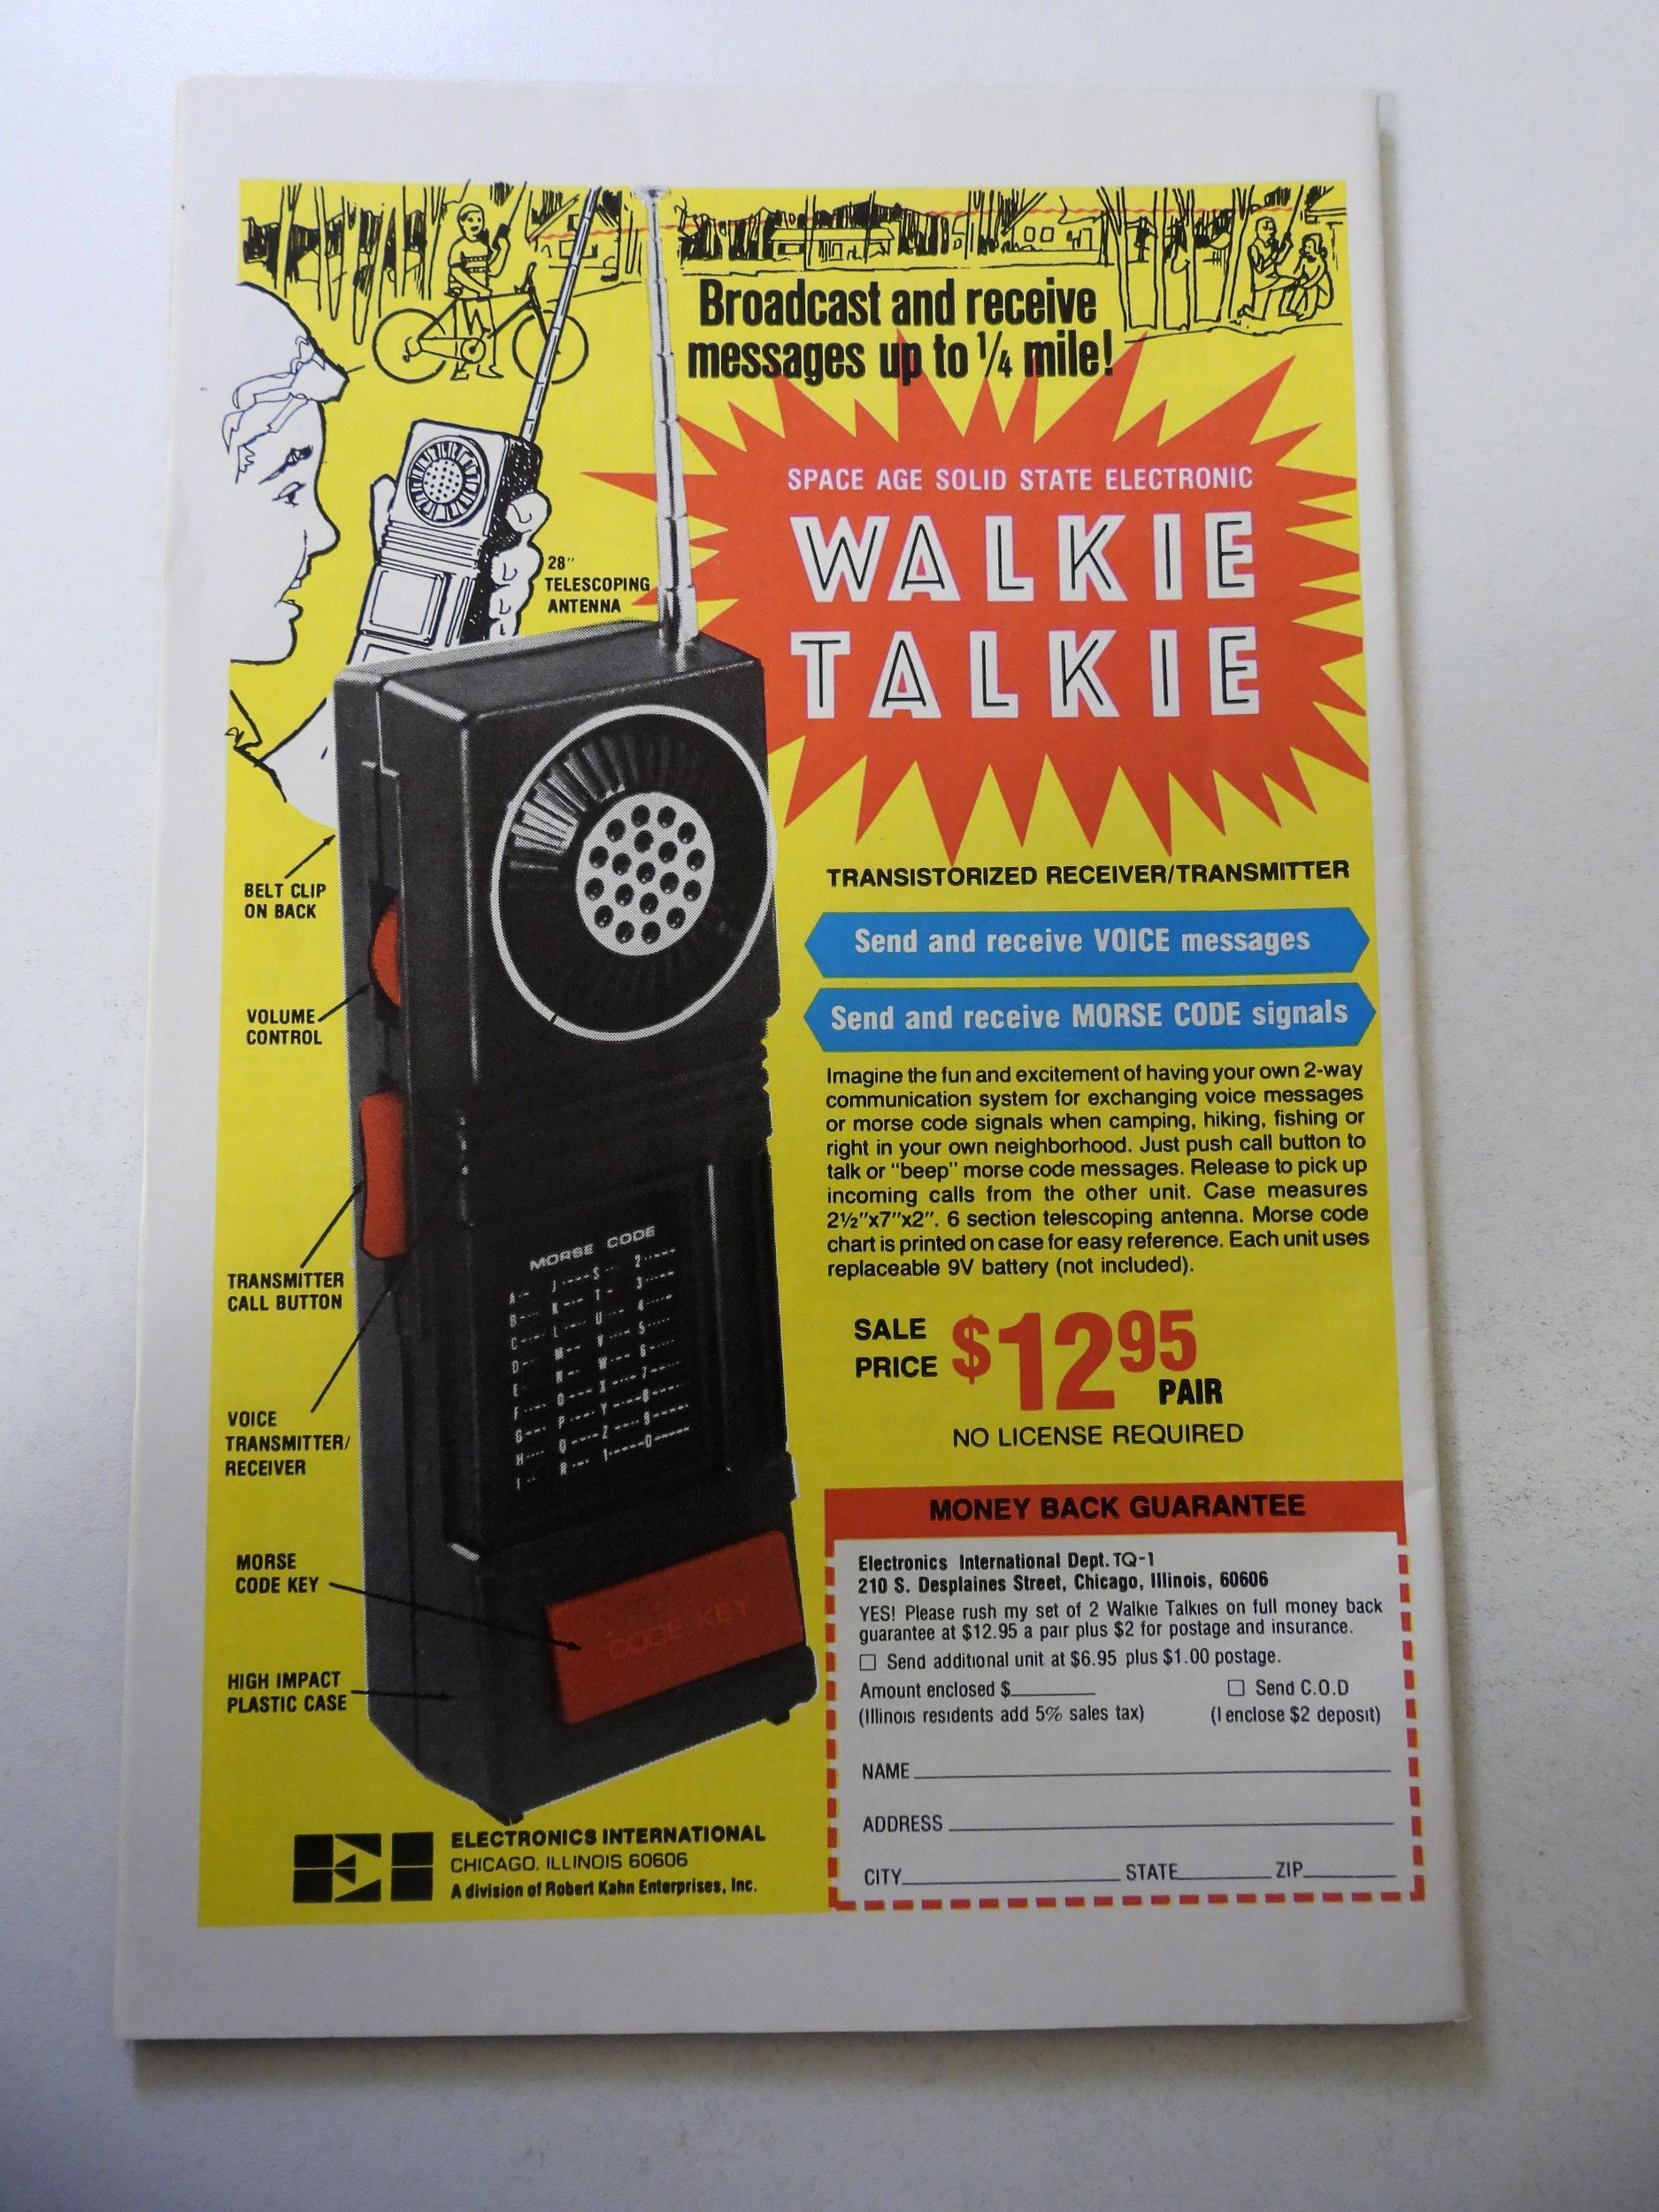 Broadcast and receive
messages up to 1/4 mile!
SPACE AGE SOLID STATE ELECTRONIC
WALKIE
TALKIE
28"
TELESCOPING
ANTENNA
BELT CLIP
ON BACK
VOLUME
CONTROL
TRANSMITTER
CALL BUTTON
VOICE
TRANSMITTER/
RECEIVER
MORSE
CODE KEY
HIGH IMPACT
PLASTIC CASE
MORSE CODE
CODE KEY
TRANSISTORIZED RECEIVER/TRANSMITTER
Send and receive VOICE messages
Send and receive MORSE CODE signals
Imagine the fun and excitement of having your own 2-way
communication system for exchanging voice messages
or morse code signals when camping, hiking, fishing or
right in your own neighborhood. Just push call button to
talk or "beep" morse code messages. Release to pick up
incoming calls from the other unit. Case measures
2½"x7"x2". 6 section telescoping antenna. Morse code
chart is printed on case for easy reference. Each unit uses
replaceable 9V battery (not included).
SALE
PRICE $12 95
PAIR
NO LICENSE REQUIRED
MONEY BACK GUARANTEE
Electronics International Dept. TQ-1
210 S. Desplaines Street, Chicago, Illinois, 60606
YES! Please rush my set of 2 Walkie Talkies on full money back
guarantee at $12.95 a pair plus $2 for postage and insurance.
☐ Send additional unit at $6.95 plus $1.00 postage.
Amount enclosed $________ ☐ Send C.O.D
(Illinois residents add 5% sales tax) (I enclose $2 deposit)
NAME
ADDRESS
CITY STATE ZIP
ELECTRONICS INTERNATIONAL
CHICAGO. ILLINOIS 60606
A division of Robert Kahn Enterprises, Inc.